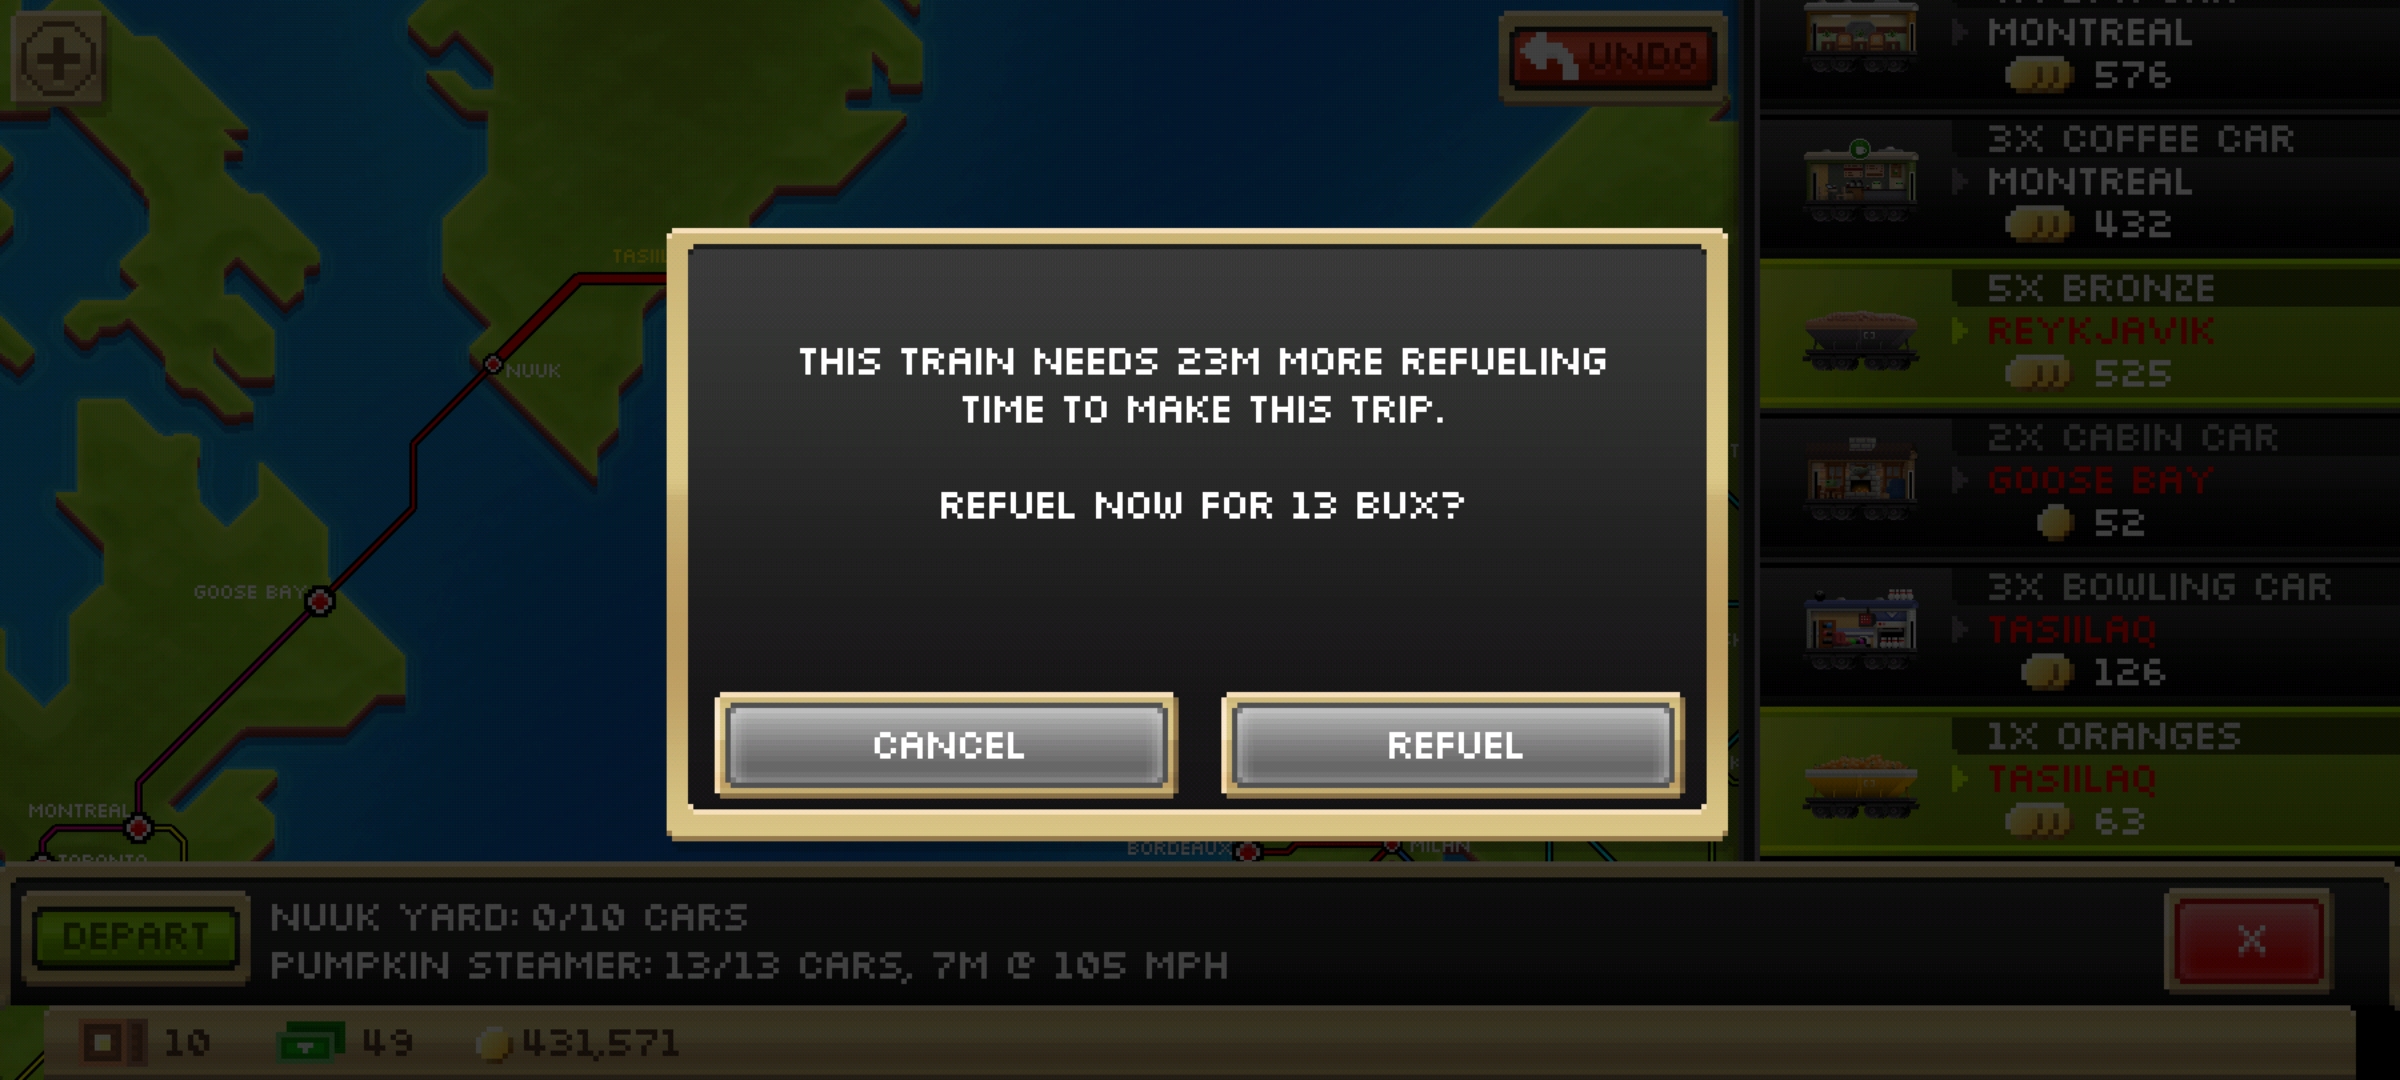 UNDO
MONTREAL
576
3X COFFEE CAR
MONTREAL
432
5X BRONZE
REYKJAVIK
525
2X CABIN CAR
GOOSE BAY
52
3X BOWLING CAR
TASIILAQ
126
1X ORANGES
TASIILAQ
63
NUUK
GOOSE BAY
MONTREAL
TORONTO
BORDEAUX
MILAN
THIS TRAIN NEEDS 23M MORE REFUELING
TIME TO MAKE THIS TRIP.
REFUEL NOW FOR 13 BUX?
CANCEL
REFUEL
DEPART
NUUK YARD: 0/10 CARS
PUMPKIN STEAMER: 13/13 CARS, 7M @ 105 MPH
X
10
49
431,571